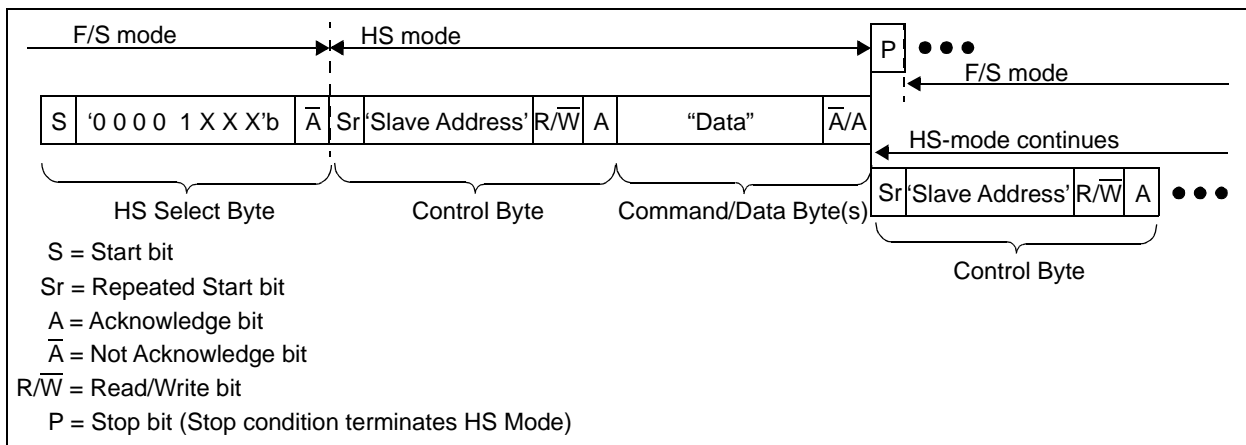 F/S mode HS mode P
F/S mode
S '0 0 0 0 1 X X X'b A̅ Sr 'Slave Address' R/W̅ A "Data" A̅/A
HS-mode continues
Sr 'Slave Address' R/W̅ A
HS Select Byte Control Byte Command/Data Byte(s)
Control Byte
S = Start bit
Sr = Repeated Start bit
A = Acknowledge bit
A̅ = Not Acknowledge bit
R/W̅ = Read/Write bit
P = Stop bit (Stop condition terminates HS Mode)